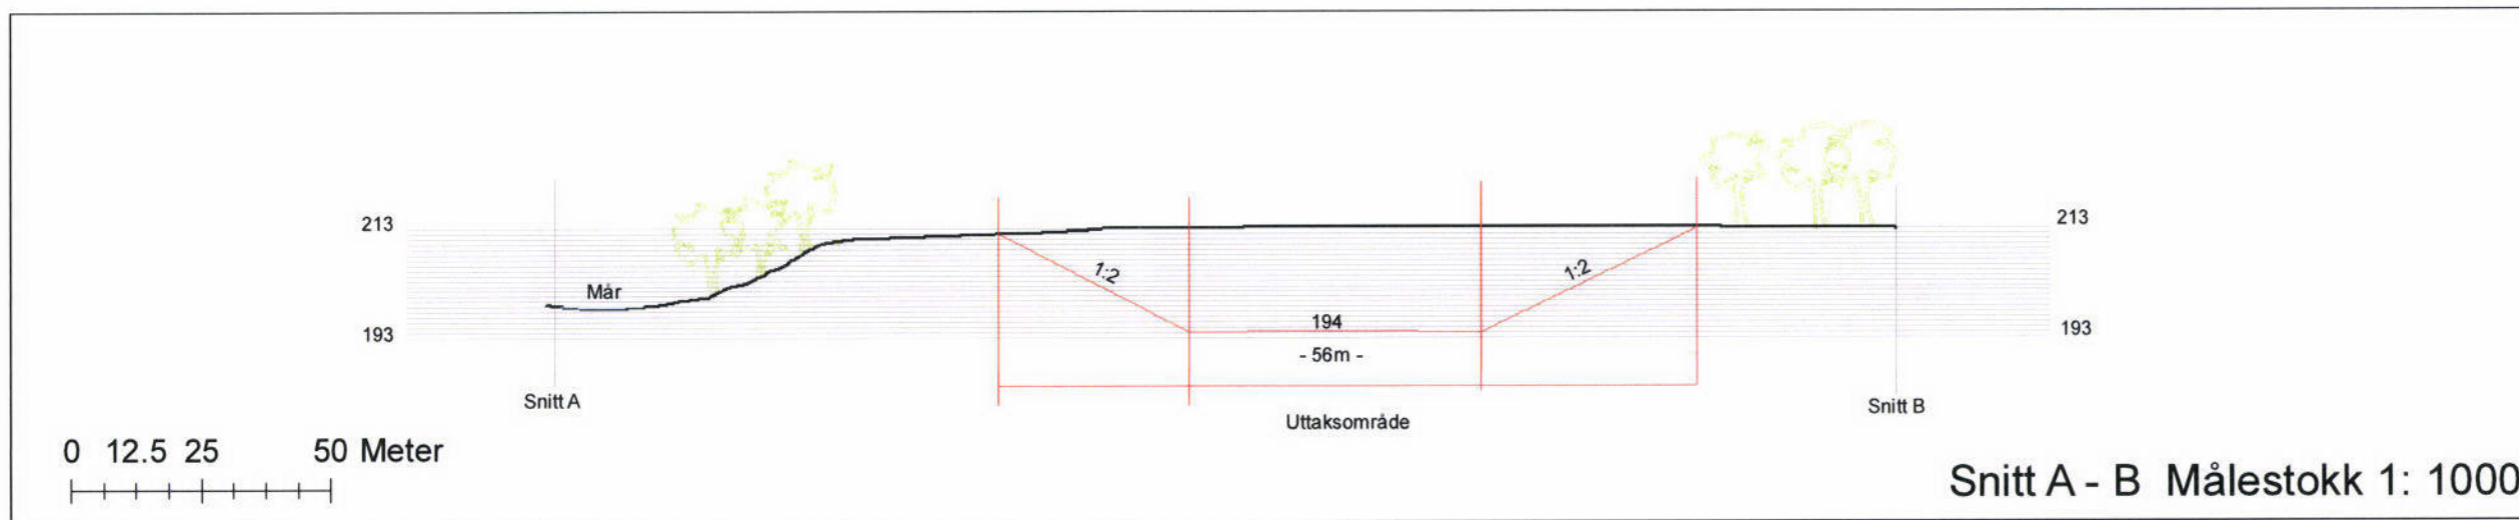 213
213
1:2
1:2
Mår
193
194
193
- 56m -
Snitt A
Snitt B
Uttaksområde
0 12.5 25 50 Meter
Snitt A - B Målestokk 1: 1000